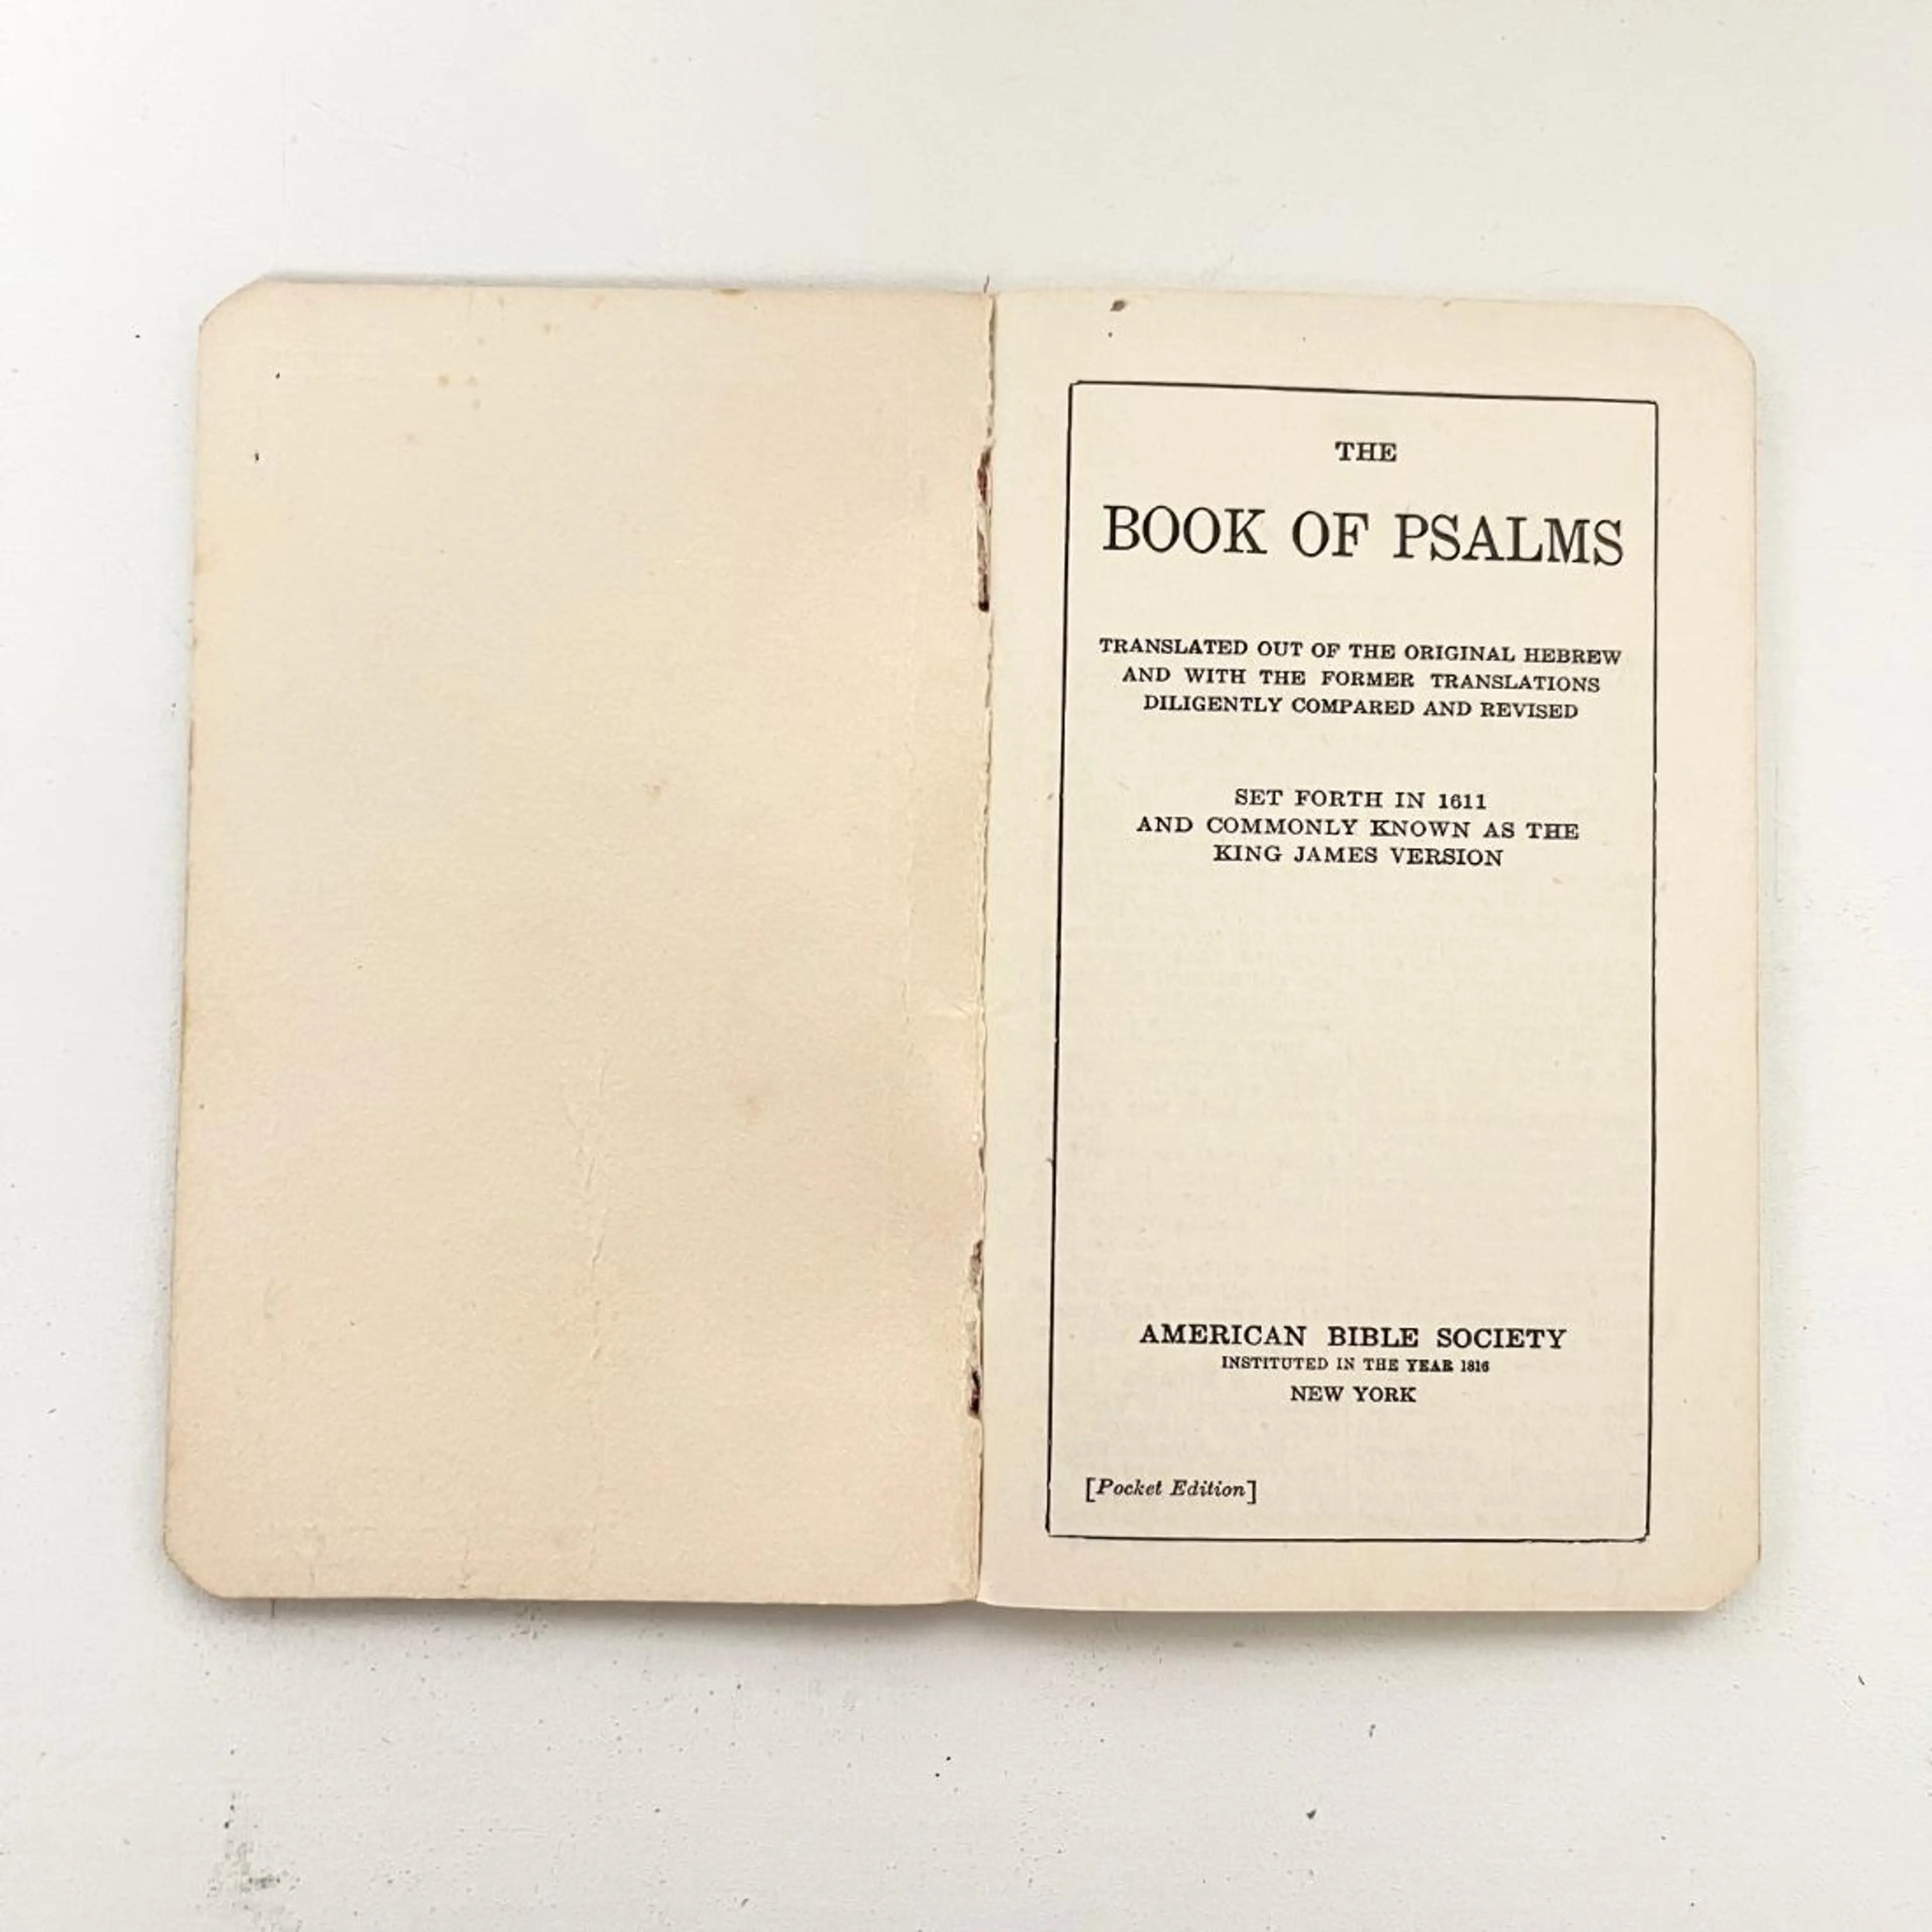 THE
BOOK OF PSALMS
TRANSLATED OUT OF THE ORIGINAL HEBREW
AND WITH THE FORMER TRANSLATIONS
DILIGENTLY COMPARED AND REVISED
SET FORTH IN 1611
AND COMMONLY KNOWN AS THE
KING JAMES VERSION
AMERICAN BIBLE SOCIETY
INSTITUTED IN THE YEAR 1816
NEW YORK
[Pocket Edition]